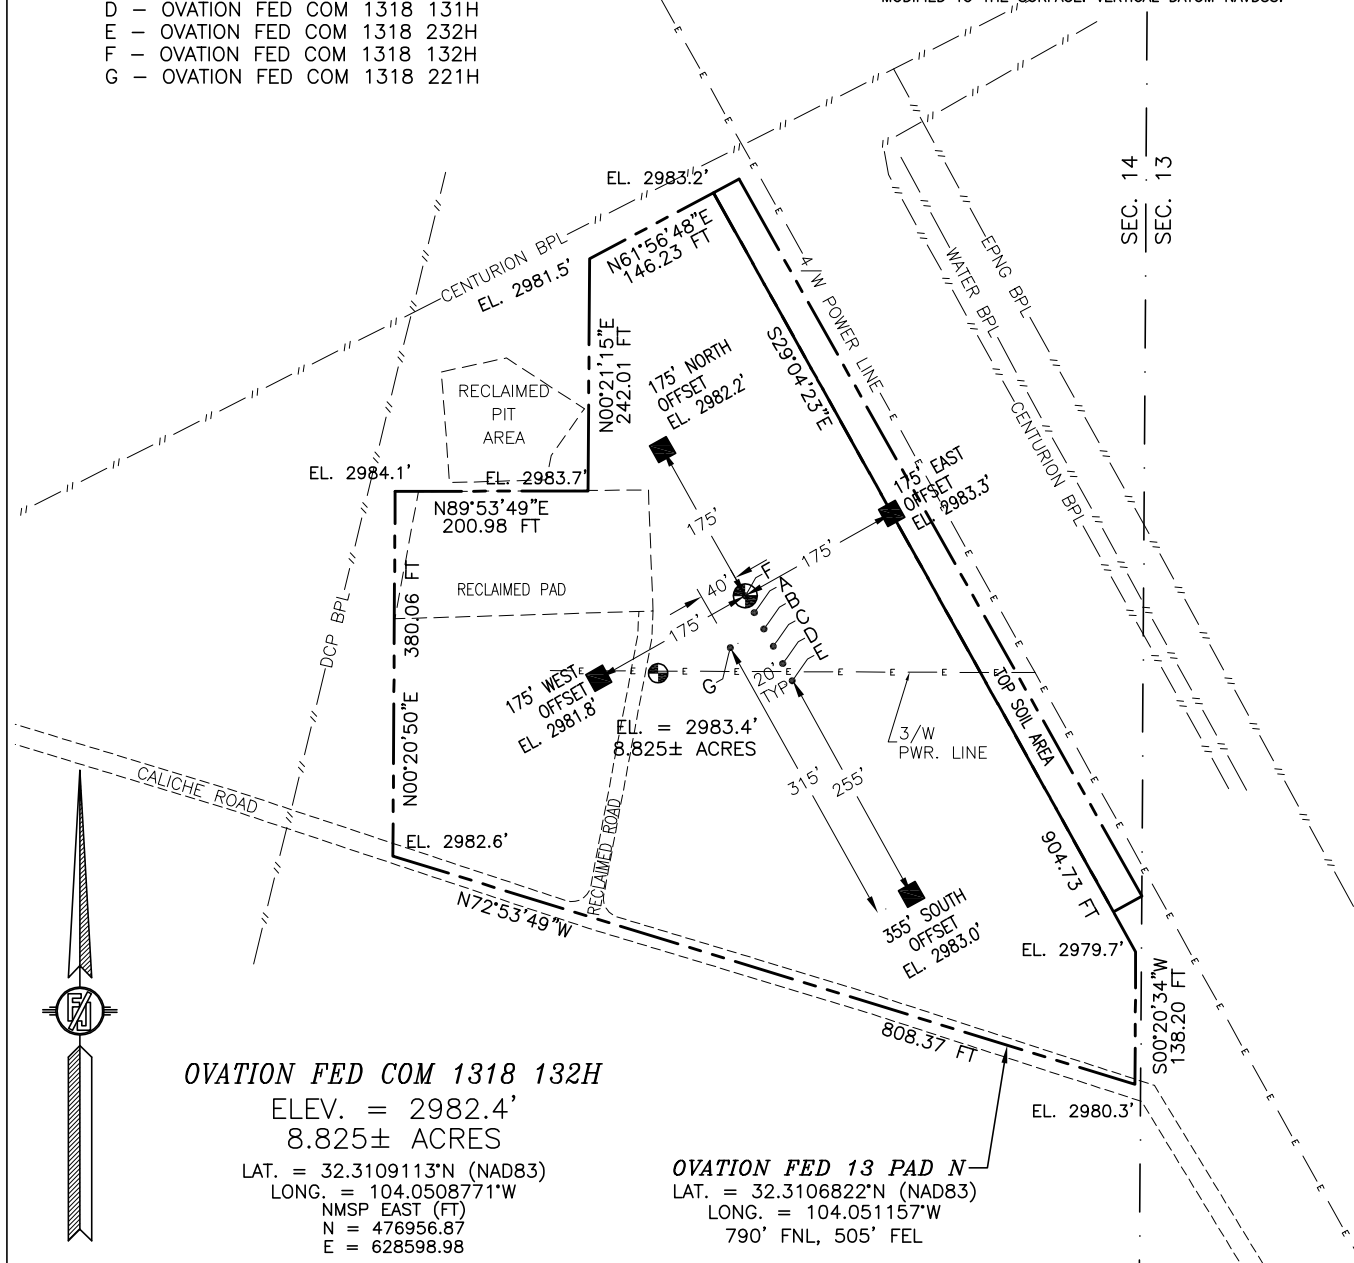 D – OVATION FED COM 1318 131H
E – OVATION FED COM 1318 232H
F – OVATION FED COM 1318 132H
G – OVATION FED COM 1318 221H
MODIFIED TO THE SURFACE. VERTICAL DATUM NAVD88.
SEC. 14
SEC. 13
EL. 2983.2'
N61°56'48"E
146.23 FT
CENTURION BPL
EL. 2981.5'
4/W POWER LINE
WATER BPL
EPNG BPL
CENTURION BPL
N00°21'15"E
242.01 FT
S29°04'23"E
904.73 FT
175' NORTH
OFFSET
EL. 2982.2'
RECLAIMED
PIT
AREA
EL. 2984.1'
EL. 2983.7'
N89°53'49"E
200.98 FT
175' EAST
OFFSET
EL. 2983.3'
175'
175'
175'
40'
F
A
B
C
D
E
G
20'
TYP
RECLAIMED PAD
DCP BPL
N00°20'50"E
380.06 FT
175' WEST
OFFSET
EL. 2981.8'
EL. = 2983.4'
8.825± ACRES
3/W
PWR. LINE
TOP SOIL AREA
315'
255'
CALICHE ROAD
EL. 2982.6'
RECLAIMED ROAD
N72°53'49"W
808.37 FT
355' SOUTH
OFFSET
EL. 2983.0'
EL. 2979.7'
S00°20'34"W
138.20 FT
EL. 2980.3'
OVATION FED COM 1318 132H
ELEV. = 2982.4'
8.825± ACRES
LAT. = 32.3109113°N (NAD83)
LONG. = 104.0508771°W
NMSP EAST (FT)
N = 476956.87
E = 628598.98
OVATION FED 13 PAD N
LAT. = 32.3106822°N (NAD83)
LONG. = 104.051157°W
790' FNL, 505' FEL